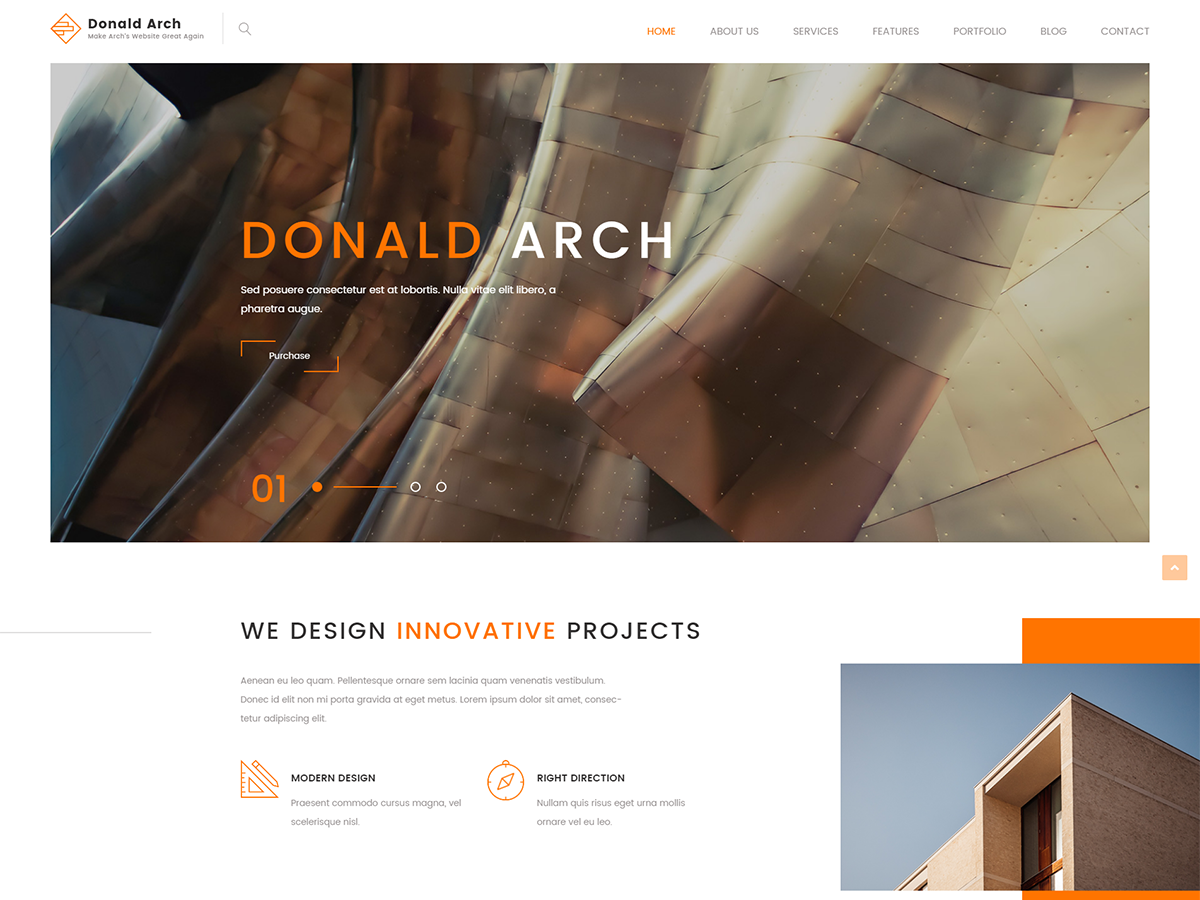 Donald Arch
Make Arch's Website Great Again
HOME ABOUT US SERVICES FEATURES PORTFOLIO BLOG CONTACT
DONALD ARCH
Sed posuere consectetur est at lobortis. Nulla vitae elit libero, a
pharetra augue.
Purchase
01
WE DESIGN INNOVATIVE PROJECTS
Aenean eu leo quam. Pellentesque ornare sem lacinia quam venenatis vestibulum.
Donec id elit non mi porta gravida at eget metus. Lorem ipsum dolor sit amet, consec-
tetur adipiscing elit.
MODERN DESIGN
Praesent commodo cursus magna, vel
scelerisque nisl.
RIGHT DIRECTION
Nullam quis risus eget urna mollis
ornare vel eu leo.